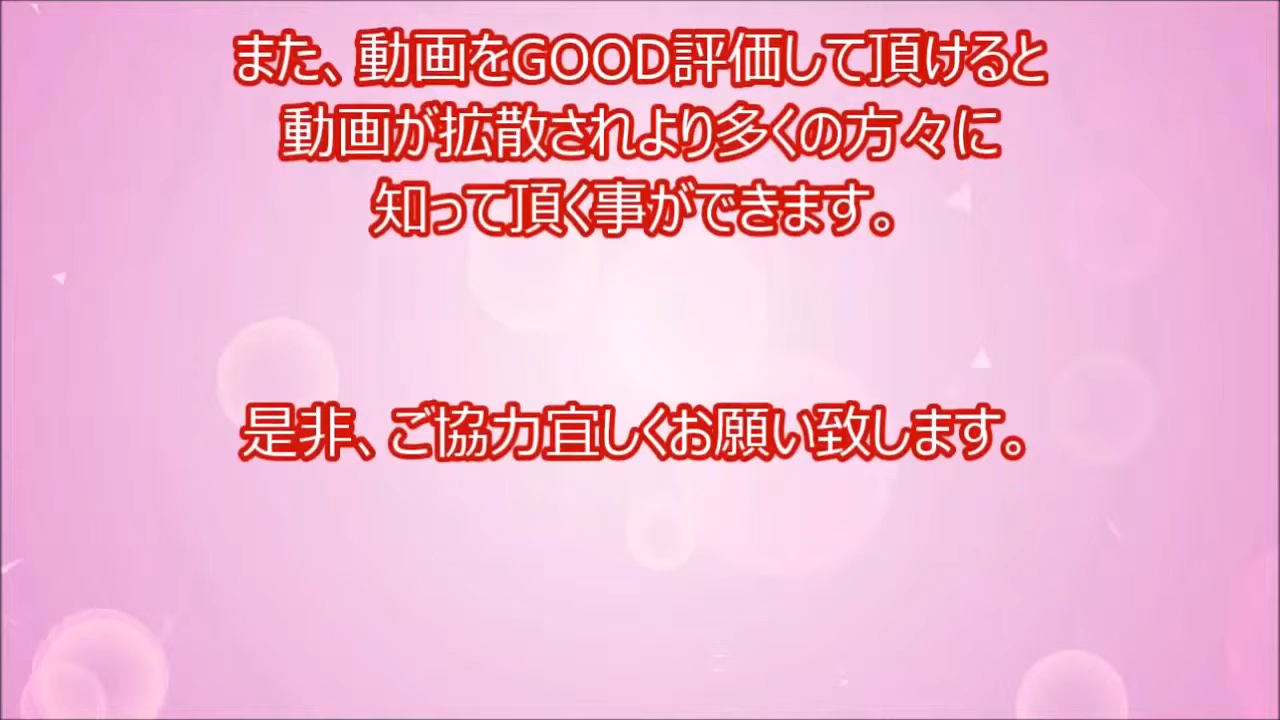 また、動画をGOOD評価して頂けると
動画が拡散されより多くの方々に
知って頂く事ができます。
是非、ご協力宜しくお願い致します。